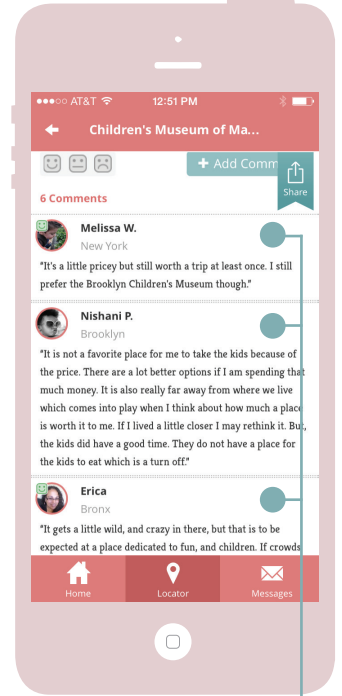 AT&T 12:51 PM
Children's Museum of Ma...
+ Add Comm
Share
6 Comments
Melissa W.
New York
"It's a little pricey but still worth a trip at least once. I still
prefer the Brooklyn Children's Museum though."
Nishani P.
Brooklyn
"It is not a favorite place for me to take the kids because of
the price. There are a lot better options if I am spending that
much money. It is also really far away from where we live
which comes into play when I think about how much a place
is worth it to me. If I lived a little closer I may rethink it. But,
the kids did have a good time. They do not have a place for
the kids to eat which is a turn off."
Erica
Bronx
"It gets a little wild, and crazy in there, but that is to be
expected at a place dedicated to fun, and children. If crowds
Home Locator Messages